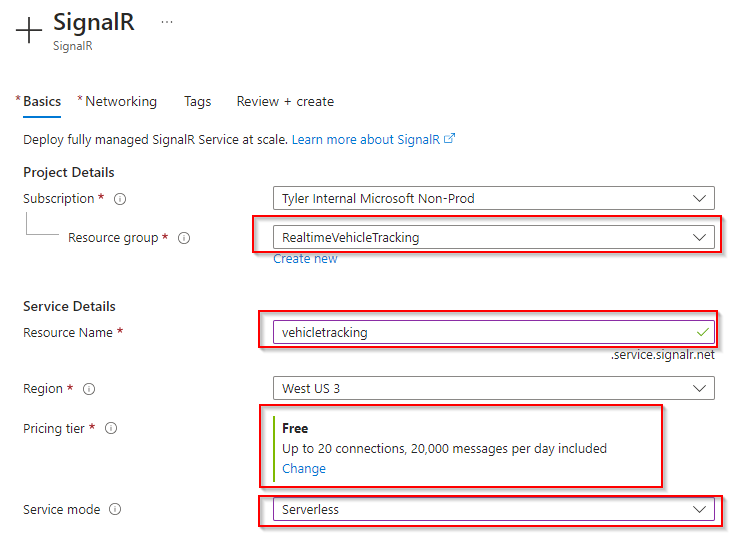 SignalR ...
SignalR
* Basics * Networking Tags Review + create
Deploy fully managed SignalR Service at scale. Learn more about SignalR
Project Details
Subscription * Tyler Internal Microsoft Non-Prod
Resource group * RealtimeVehicleTracking
Create new
Service Details
Resource Name * vehicletracking
.service.signalr.net
Region * West US 3
Pricing tier * Free
Up to 20 connections, 20,000 messages per day included
Change
Service mode Serverless